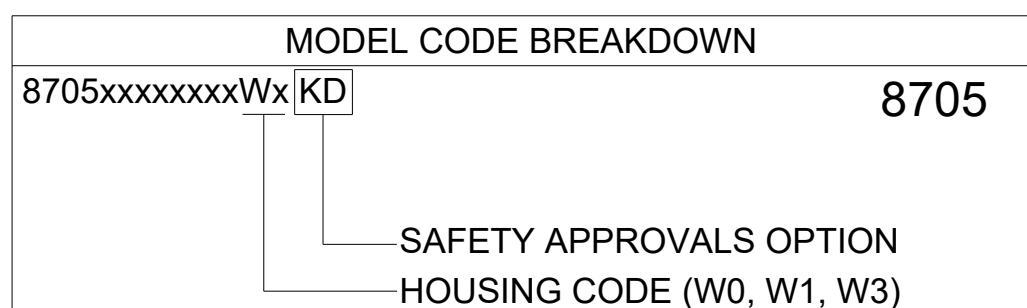 MODEL CODE BREAKDOWN
8705xxxxxxxxWx KD
8705
SAFETY APPROVALS OPTION
HOUSING CODE (W0, W1, W3)